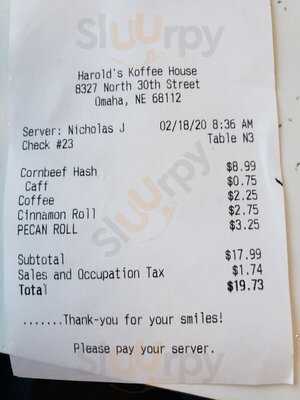 Sluurpy
Harold's Koffee House
8327 North 30th Street
Omaha, NE 68112
Server: Nicholas J 02/18/20 8:36 AM
Check #23 Table N3
Cornbeef Hash $8.99
Caff $0.75
Coffee $2.25
Cinnamon Roll $2.75
PECAN ROLL $3.25
Sluurpy
Subtotal $17.99
Sales and Occupation Tax $1.74
Total $19.73
.......Thank-you for your smiles!
Please pay your server.
Sluurpy